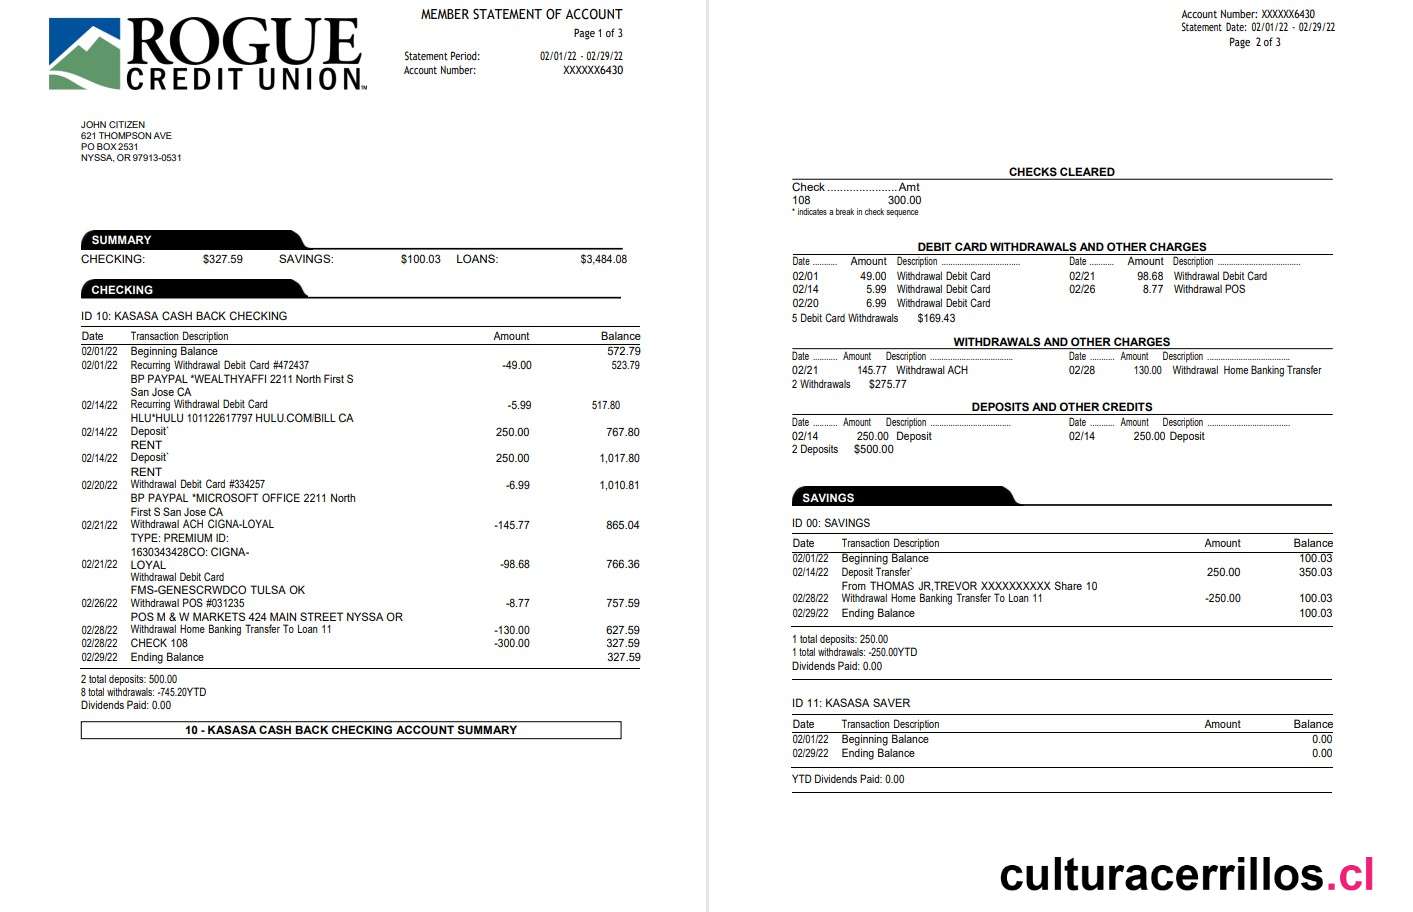 ROGUE
CREDIT UNION™
MEMBER STATEMENT OF ACCOUNT
Page 1 of 3
Statement Period: 02/01/22 - 02/29/22
Account Number: XXXXXX6430
JOHN CITIZEN
621 THOMPSON AVE
PO BOX 2531
NYSSA, OR 97913-0531
SUMMARY
CHECKING: $327.59 SAVINGS: $100.03 LOANS: $3,484.08
CHECKING
ID 10: KASASA CASH BACK CHECKING
Date Transaction Description Amount Balance
02/01/22 Beginning Balance 572.79
02/01/22 Recurring Withdrawal Debit Card #472437 -49.00 523.79
BP PAYPAL *WEALTHYAFFI 2211 North First S
San Jose CA
02/14/22 Recurring Withdrawal Debit Card -5.99 517.80
HLU*HULU 101122617797 HULU.COM/BILL CA
02/14/22 Deposit` 250.00 767.80
RENT
02/14/22 Deposit` 250.00 1,017.80
RENT
02/20/22 Withdrawal Debit Card #334257 -6.99 1,010.81
BP PAYPAL *MICROSOFT OFFICE 2211 North
First S San Jose CA
02/21/22 Withdrawal ACH CIGNA-LOYAL -145.77 865.04
TYPE: PREMIUM ID:
1630343428CO: CIGNA-
02/21/22 LOYAL -98.68 766.36
Withdrawal Debit Card
FMS-GENESCRWDCO TULSA OK
02/26/22 Withdrawal POS #031235 -8.77 757.59
POS M & W MARKETS 424 MAIN STREET NYSSA OR
02/28/22 Withdrawal Home Banking Transfer To Loan 11 -130.00 627.59
02/28/22 CHECK 108 -300.00 327.59
02/29/22 Ending Balance 327.59
2 total deposits: 500.00
8 total withdrawals: -745.20YTD
Dividends Paid: 0.00
10 - KASASA CASH BACK CHECKING ACCOUNT SUMMARY
Account Number: XXXXXX6430
Statement Date: 02/01/22 - 02/29/22
Page 2 of 3
CHECKS CLEARED
Check ...................... Amt
108 300.00
* indicates a break in check sequence
DEBIT CARD WITHDRAWALS AND OTHER CHARGES
Date ........... Amount Description ................................... Date ........... Amount Description ...................................
02/01 49.00 Withdrawal Debit Card 02/21 98.68 Withdrawal Debit Card
02/14 5.99 Withdrawal Debit Card 02/26 8.77 Withdrawal POS
02/20 6.99 Withdrawal Debit Card
5 Debit Card Withdrawals $169.43
WITHDRAWALS AND OTHER CHARGES
Date ........... Amount Description ................................... Date ........... Amount Description ...................................
02/21 145.77 Withdrawal ACH 02/28 130.00 Withdrawal Home Banking Transfer
2 Withdrawals $275.77
DEPOSITS AND OTHER CREDITS
Date ........... Amount Description ................................... Date ........... Amount Description ...................................
02/14 250.00 Deposit 02/14 250.00 Deposit
2 Deposits $500.00
SAVINGS
ID 00: SAVINGS
Date Transaction Description Amount Balance
02/01/22 Beginning Balance 100.03
02/14/22 Deposit Transfer` 250.00 350.03
From THOMAS JR,TREVOR XXXXXXXXXX Share 10
02/28/22 Withdrawal Home Banking Transfer To Loan 11 -250.00 100.03
02/29/22 Ending Balance 100.03
1 total deposits: 250.00
1 total withdrawals: -250.00YTD
Dividends Paid: 0.00
ID 11: KASASA SAVER
Date Transaction Description Amount Balance
02/01/22 Beginning Balance 0.00
02/29/22 Ending Balance 0.00
YTD Dividends Paid: 0.00
culturacerrillos.cl